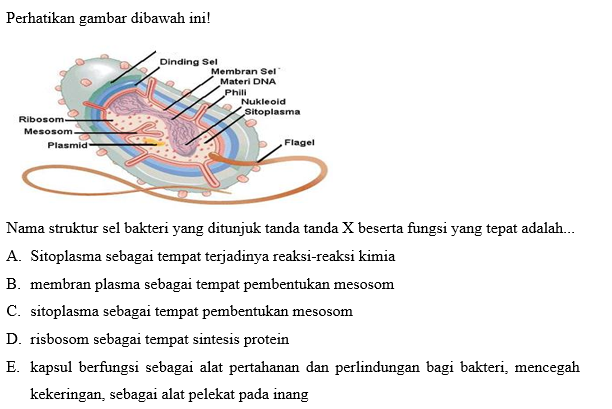 Perhatikan gambar dibawah ini!
Dinding Sel
Membran Sel
Materi DNA
Phili
Nukleoid
Sitoplasma
Ribosom
Mesosom
Plasmid
Flagel
Nama struktur sel bakteri yang ditunjuk tanda tanda X beserta fungsi yang tepat adalah...
A. Sitoplasma sebagai tempat terjadinya reaksi-reaksi kimia
B. membran plasma sebagai tempat pembentukan mesosom
C. sitoplasma sebagai tempat pembentukan mesosom
D. risbosom sebagai tempat sintesis protein
E. kapsul berfungsi sebagai alat pertahanan dan perlindungan bagi bakteri, mencegah
kekeringan, sebagai alat pelekat pada inang